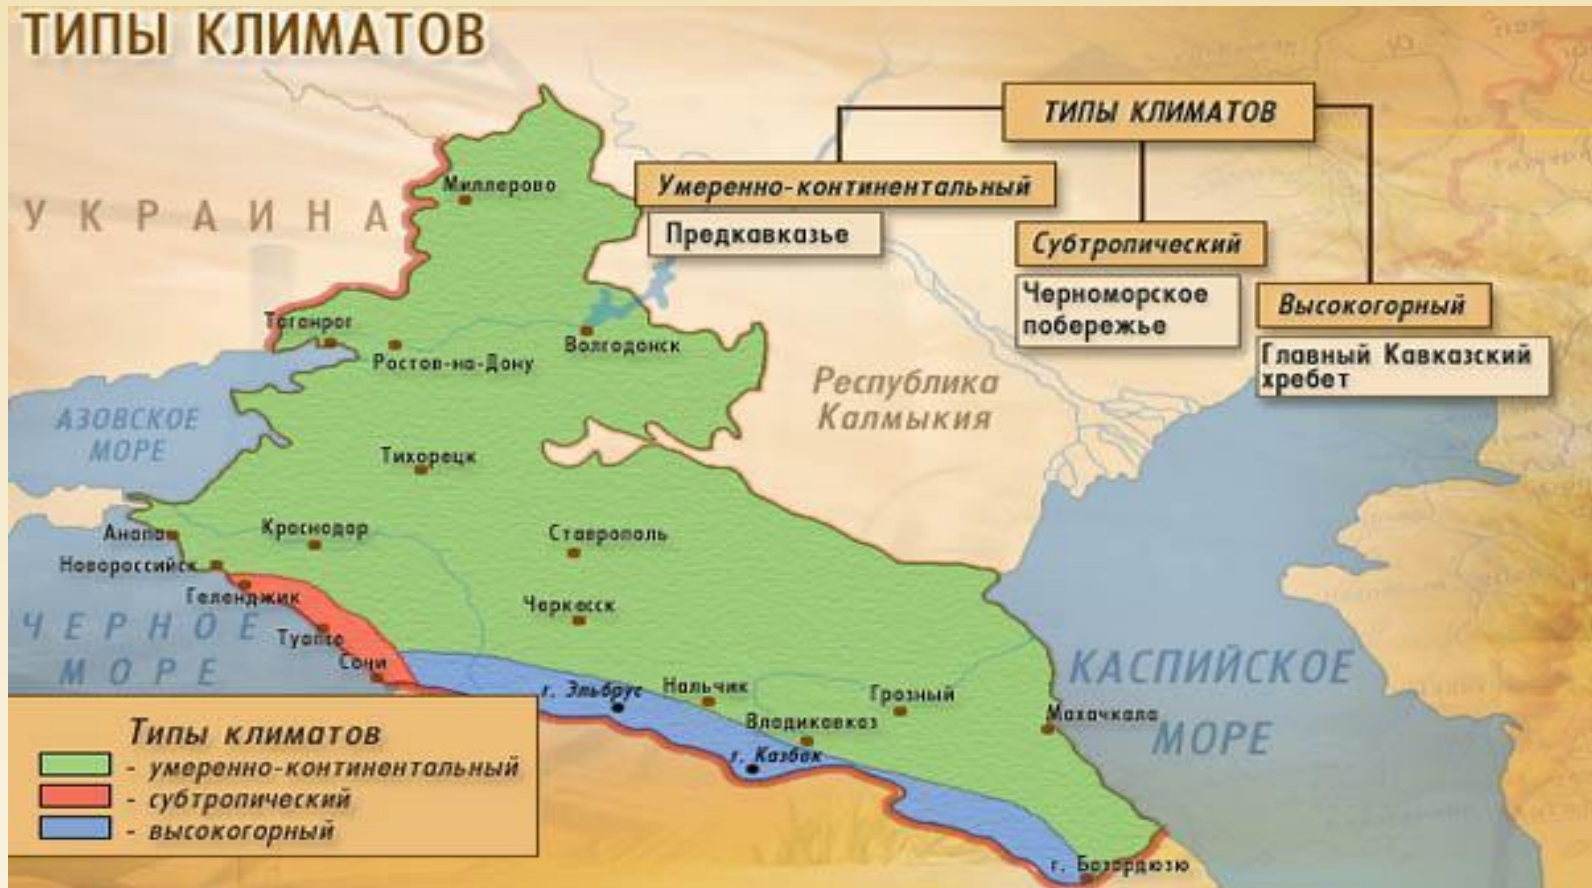 ТИПЫ КЛИМАТОВ
ТИПЫ КЛИМАТОВ
Умеренно-континентальный
Предкавказье
Субтропический
Черноморское
побережье
Высокогорный
Главный Кавказский
хребет
УКРАИНА
Миллерово
Таганрог
Ростов-на-Дону
Волгодонск
Республика
Калмыкия
АЗОВСКОЕ
МОРЕ
Тихорецк
Анапа
Краснодар
Ставрополь
Новороссийск
Геленджик
Черкесск
ЧЕРНОЕ
МОРЕ
Туапсе
Сочи
г. Эльбрус
Нальчик
Грозный
Владикавказ
г. Казбек
Махачкала
КАСПИЙСКОЕ
МОРЕ
г. Базардюзю
Типы климатов
- умеренно-континентальный
- субтропический
- высокогорный